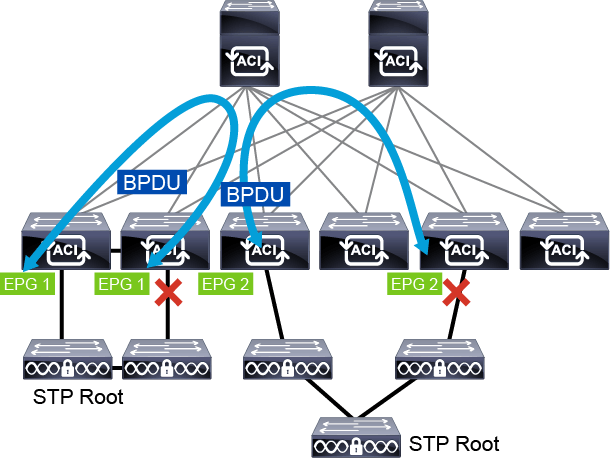 ACI
ACI
BPDU
BPDU
ACI
ACI
ACI
ACI
ACI
ACI
EPG 1
EPG 1
EPG 2
EPG 2
STP Root
STP Root